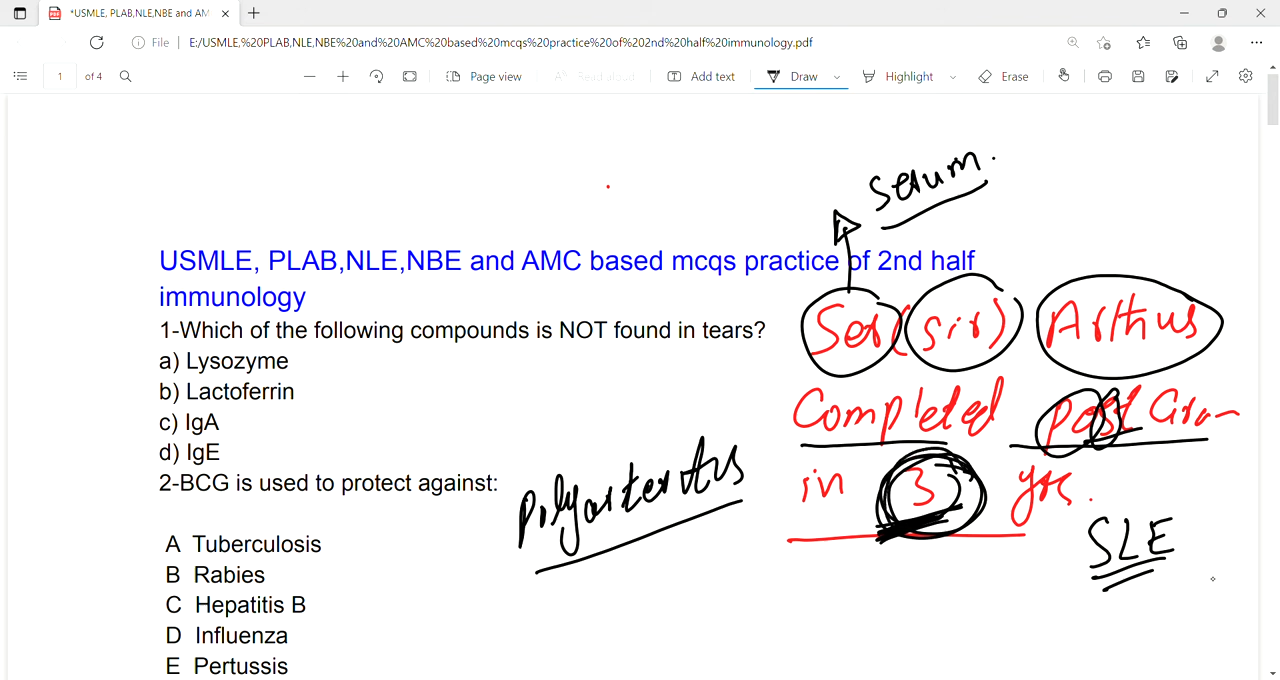 *USMLE, PLAB,NLE,NBE and AM
File | E:/USMLE,%20PLAB,NLE,NBE%20and%20AMC%20based%20mcqs%20practice%20of%202nd%20half%20immunology.pdf
1 of 4 Page view Read aloud Add text Draw Highlight Erase
Serum.
USMLE, PLAB,NLE,NBE and AMC based mcqs practice of 2nd half
immunology
Ser(sir) Arthus
1-Which of the following compounds is NOT found in tears?
a) Lysozyme
b) Lactoferrin
Completed post Gra-
c) IgA
d) IgE
in 3 yrs.
2-BCG is used to protect against:
SLE
A Tuberculosis
B Rabies
C Hepatitis B
D Influenza
E Pertussis